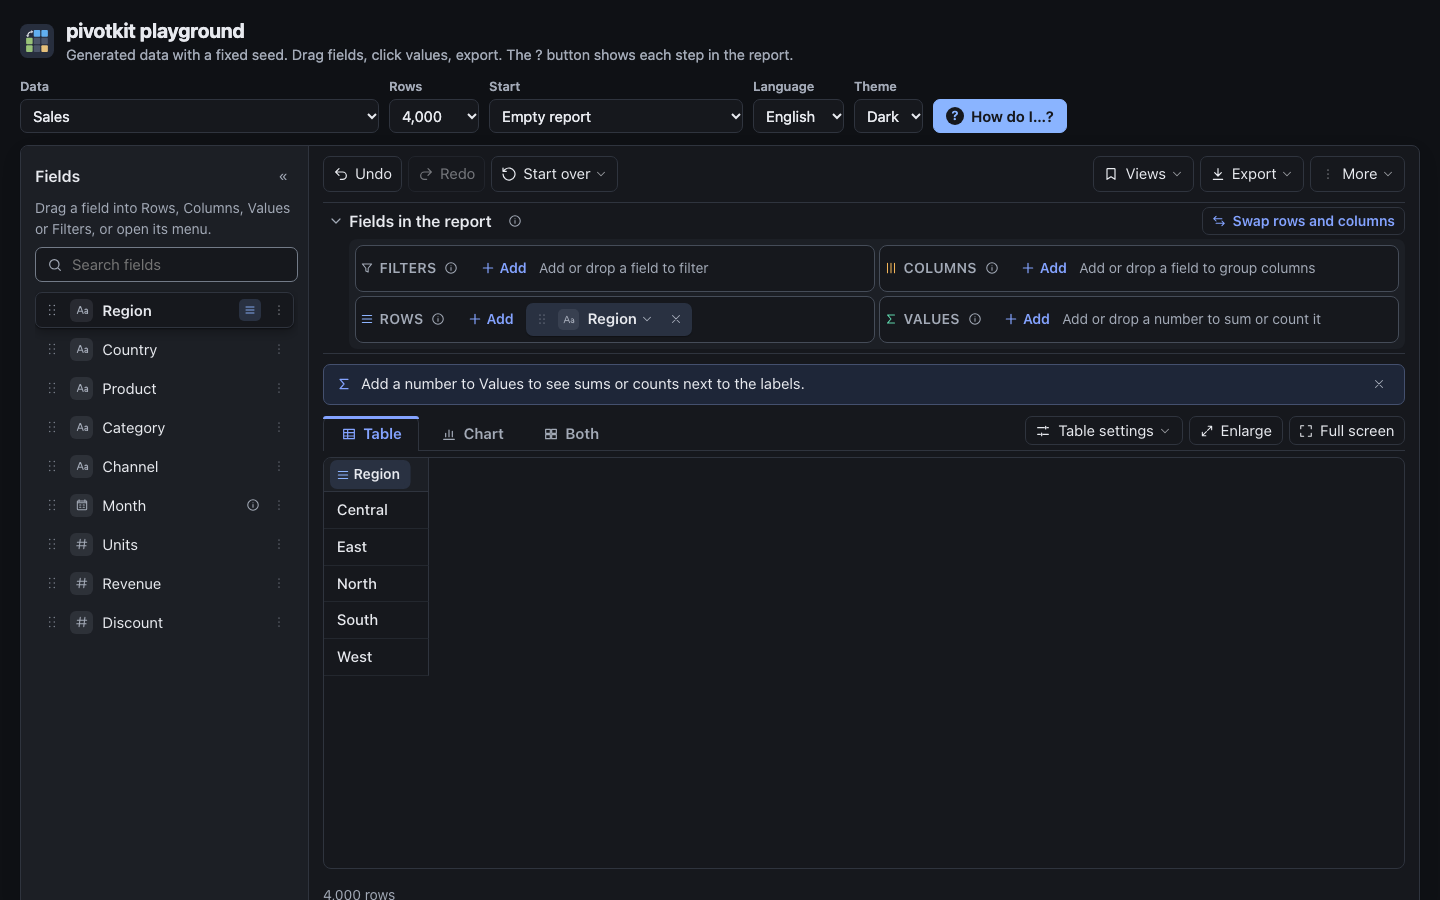 pivotkit playground
Generated data with a fixed seed. Drag fields, click values, export. The ? button shows each step in the report.
Data
Rows
Start
Language
Theme
Sales
4,000
Empty report
English
Dark
? How do I...?
Fields
«
Drag a field into Rows, Columns, Values
or Filters, or open its menu.
Search fields
Aa Region
Aa Country
Aa Product
Aa Category
Aa Channel
Month
# Units
# Revenue
# Discount
Undo
Redo
Start over
Views
Export
More
Fields in the report
Swap rows and columns
FILTERS + Add Add or drop a field to filter
COLUMNS + Add Add or drop a field to group columns
ROWS + Add Aa Region
Σ VALUES + Add Add or drop a number to sum or count it
Σ Add a number to Values to see sums or counts next to the labels.
Table
Chart
Both
Table settings
Enlarge
Full screen
Region
Central
East
North
South
West
4,000 rows